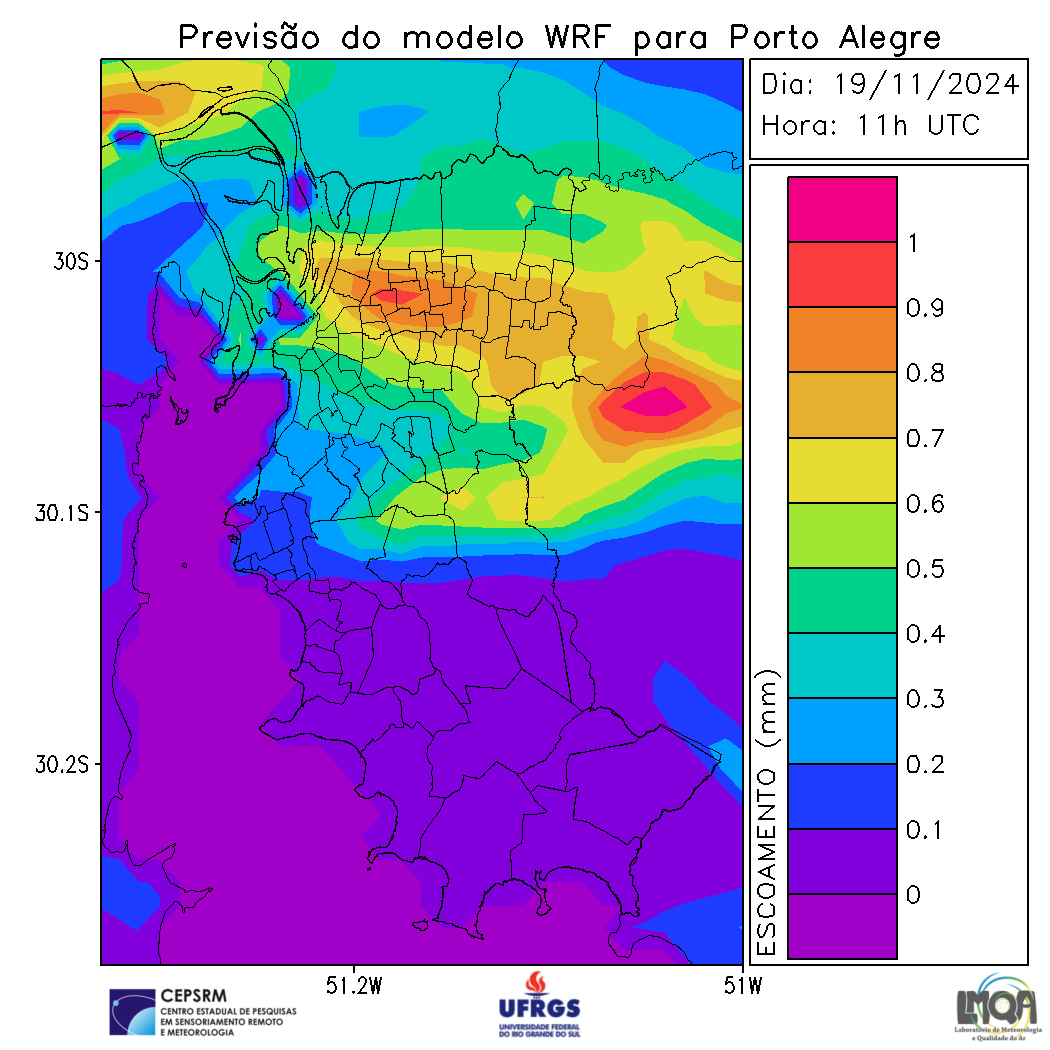 Previsão do modelo WRF para Porto Alegre
Dia: 19/11/2024
Hora: 11h UTC
30S
30.1S
30.2S
51.2W
51W
ESCOAMENTO (mm)
1
0.9
0.8
0.7
0.6
0.5
0.4
0.3
0.2
0.1
0
CEPSRM
CENTRO ESTADUAL DE PESQUISAS
EM SENSORIAMENTO REMOTO
E METEOROLOGIA
UFRGS
UNIVERSIDADE FEDERAL
DO RIO GRANDE DO SUL
LMQA
Laboratório de Meteorologia
e Qualidade do Ar